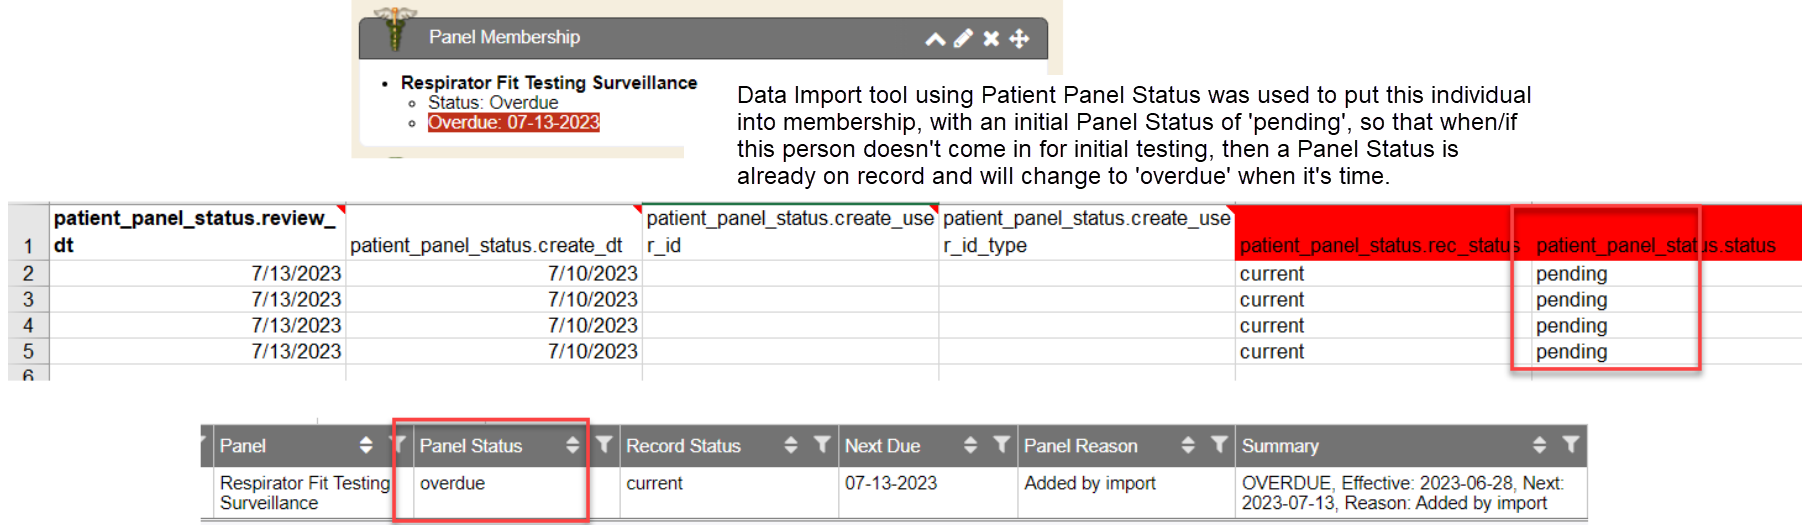 Panel Membership
• Respirator Fit Testing Surveillance
Status: Overdue
Overdue: 07-13-2023
Data Import tool using Patient Panel Status was used to put this individual
into membership, with an initial Panel Status of 'pending', so that when/if
this person doesn't come in for initial testing, then a Panel Status is
already on record and will change to 'overdue' when it's time.
1 patient_panel_status.review_dt patient_panel_status.create_dt patient_panel_status.create_user_id patient_panel_status.create_user_id_type patient_panel_status.rec_status patient_panel_status.status
2 7/13/2023 7/10/2023 current pending
3 7/13/2023 7/10/2023 current pending
4 7/13/2023 7/10/2023 current pending
5 7/13/2023 7/10/2023 current pending
6
Panel Panel Status Record Status Next Due Panel Reason Summary
Respirator Fit Testing overdue current 07-13-2023 Added by import OVERDUE, Effective: 2023-06-28, Next:
Surveillance 2023-07-13, Reason: Added by import